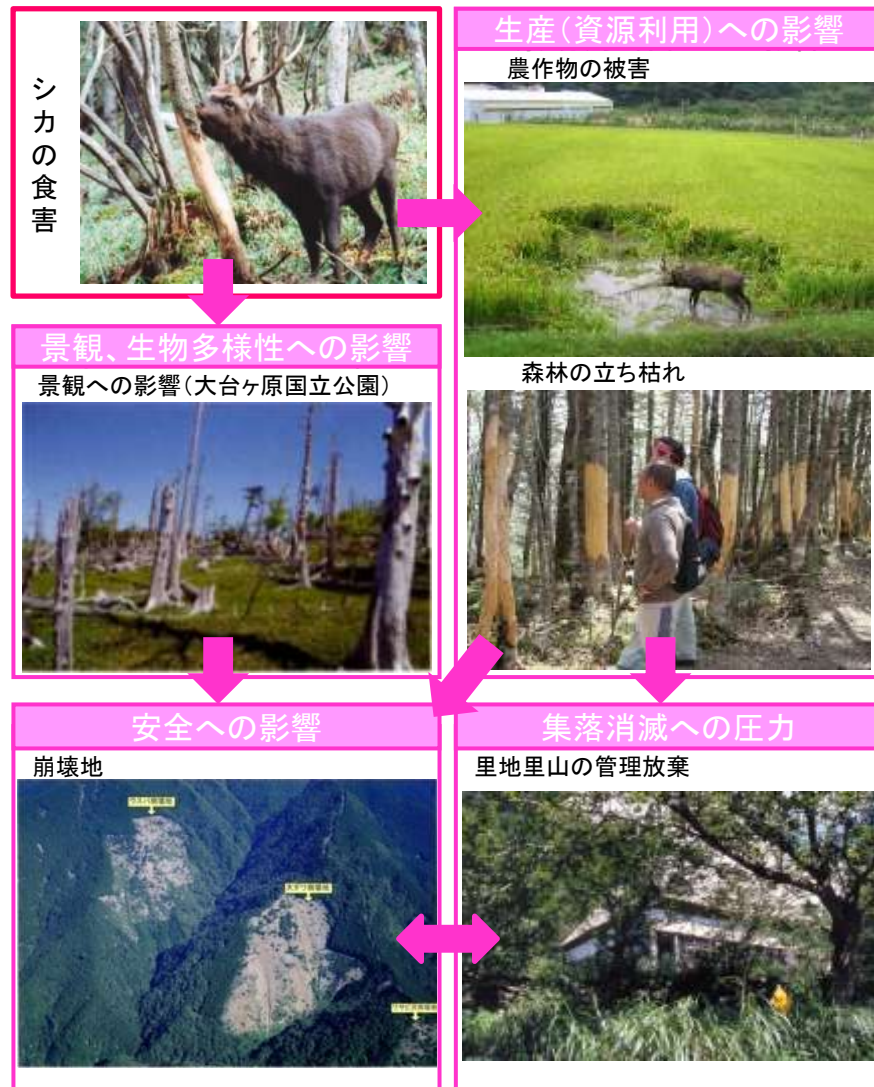 シカの食害
生産(資源利用)への影響
農作物の被害
森林の立ち枯れ
景観、生物多様性への影響
景観への影響(大台ヶ原国立公園)
安全への影響
崩壊地
集落消滅への圧力
里地里山の管理放棄